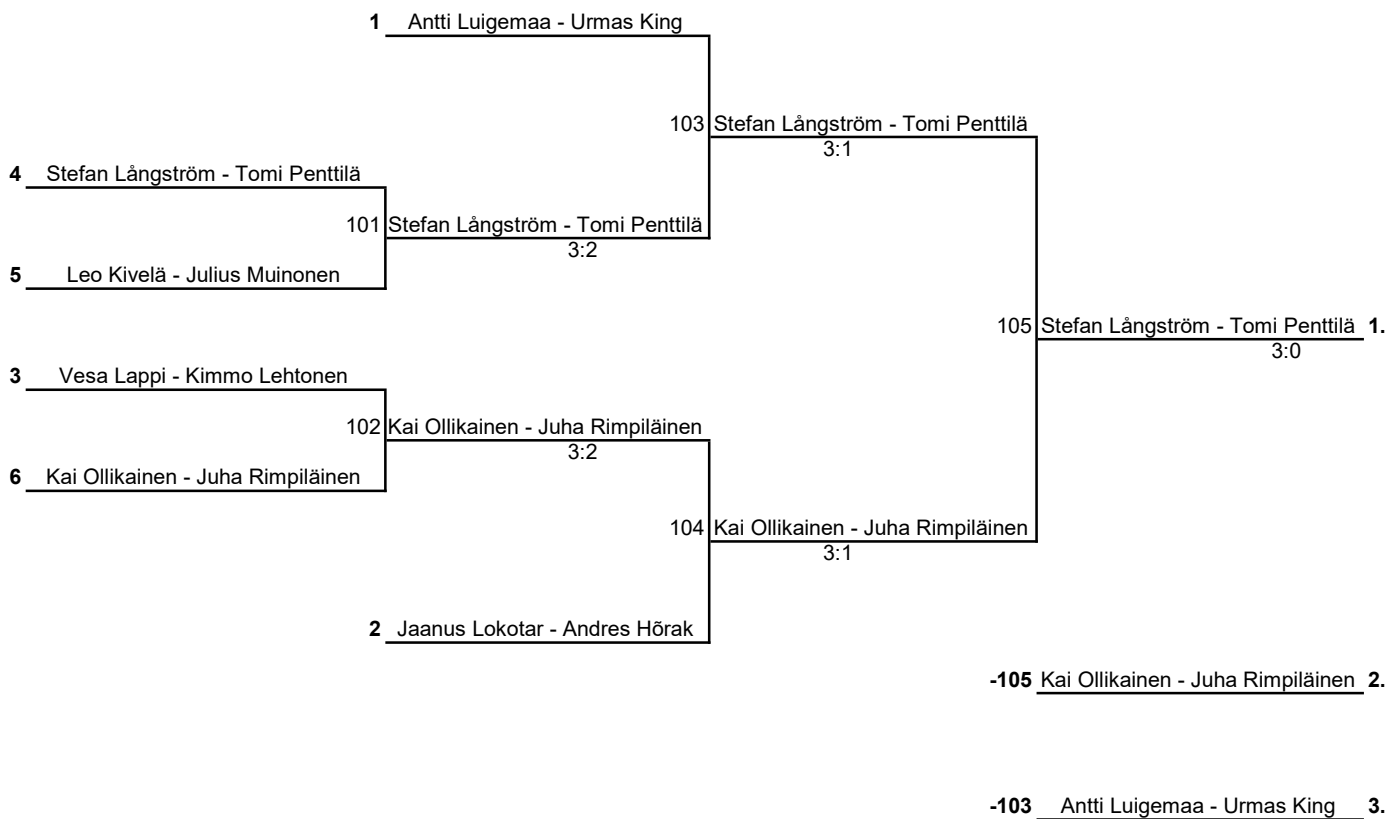 1 Antti Luigemaa - Urmas King
103 Stefan Långström - Tomi Penttilä
3:1
4 Stefan Långström - Tomi Penttilä
101 Stefan Långström - Tomi Penttilä
3:2
5 Leo Kivelä - Julius Muinonen
105 Stefan Långström - Tomi Penttilä 1.
3:0
3 Vesa Lappi - Kimmo Lehtonen
102 Kai Ollikainen - Juha Rimpiläinen
3:2
6 Kai Ollikainen - Juha Rimpiläinen
104 Kai Ollikainen - Juha Rimpiläinen
3:1
2 Jaanus Lokotar - Andres Hõrak
-105 Kai Ollikainen - Juha Rimpiläinen 2.
-103 Antti Luigemaa - Urmas King 3.